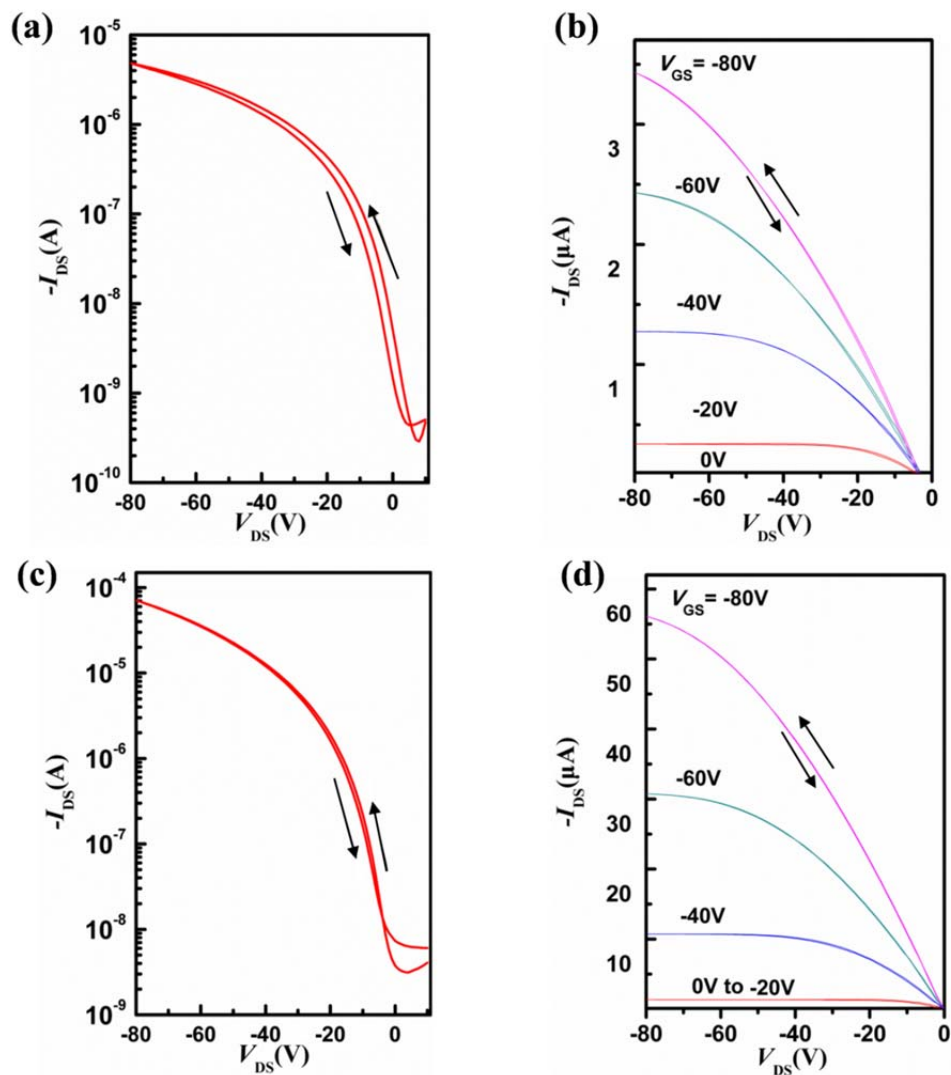 (a)
10⁻⁵
10⁻⁶
10⁻⁷
10⁻⁸
10⁻⁹
10⁻¹⁰
-I_DS(A)
-80 -60 -40 -20 0
V_DS(V)
(b)
V_GS= -80V
-60V
-40V
-20V
0V
3
2
1
-I_DS(μA)
-80 -60 -40 -20 0
V_DS(V)
(c)
10⁻⁴
10⁻⁵
10⁻⁶
10⁻⁷
10⁻⁸
10⁻⁹
-I_DS(A)
-80 -60 -40 -20 0
V_DS(V)
(d)
V_GS= -80V
-60V
-40V
0V to -20V
60
50
40
30
20
10
-I_DS(μA)
-80 -60 -40 -20 0
V_DS(V)